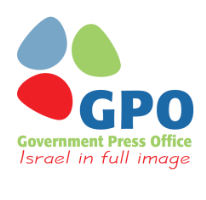 GPO
Government Press Office
Israel in full image